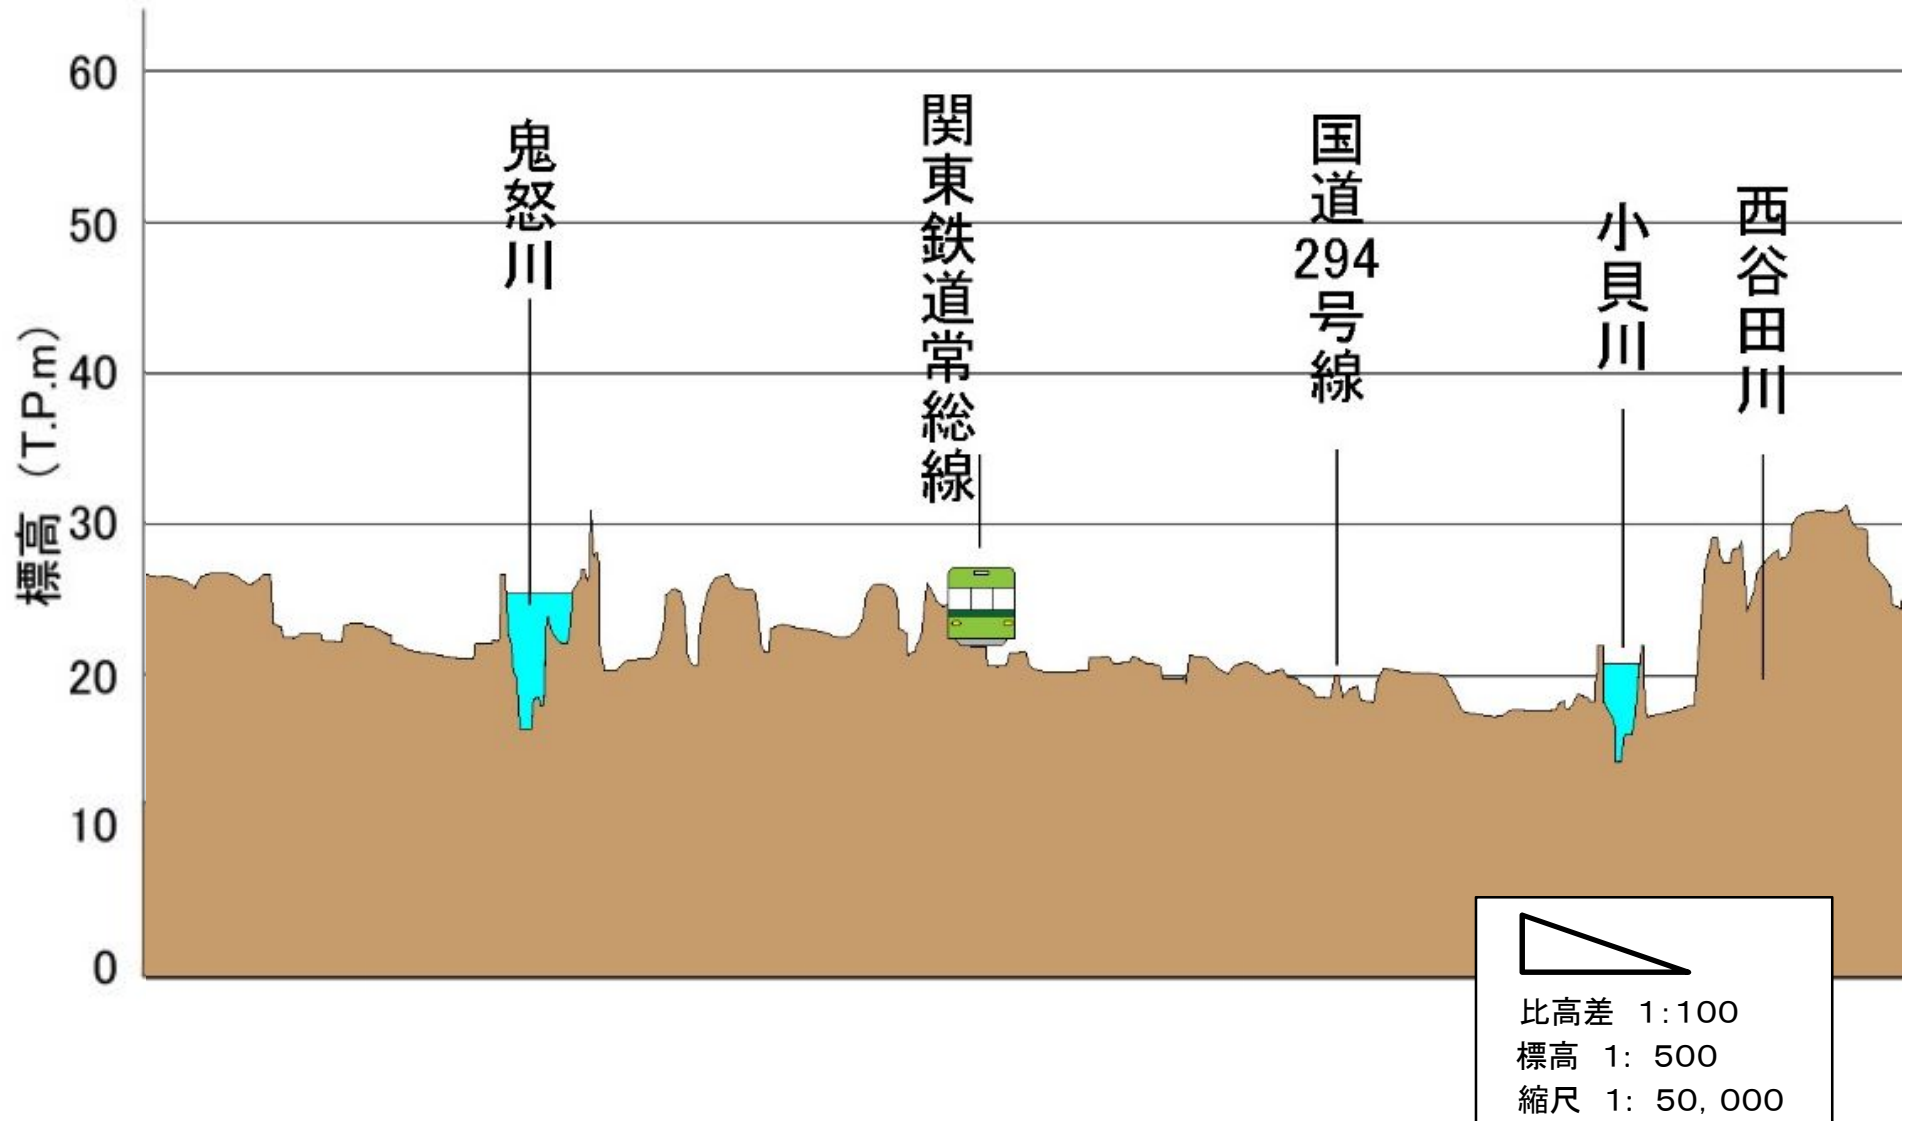 60
50
40
30
20
10
0
標高（T.P.m）
鬼怒川
関東鉄道常総線
国道294号線
小貝川
西谷田川
比高差 1:100
標高 1: 500
縮尺 1: 50,000